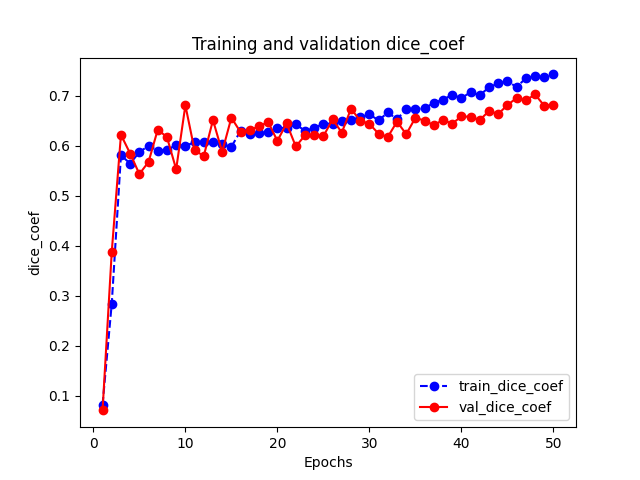 Training and validation dice_coef
dice_coef
0.7
0.6
0.5
0.4
0.3
0.2
0.1
train_dice_coef
val_dice_coef
0 10 20 30 40 50
Epochs